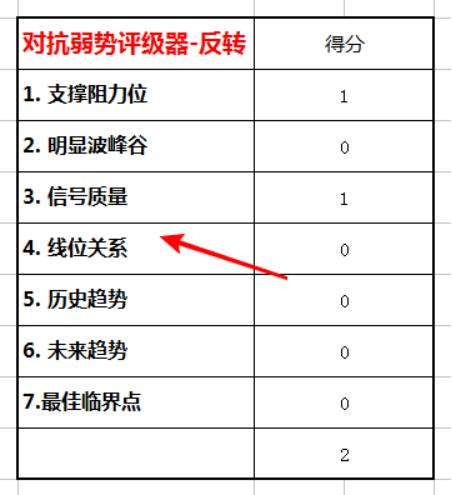 对抗弱势评级器-反转 得分
1. 支撑阻力位 1
2. 明显波峰谷 0
3. 信号质量 1
4. 线位关系 0
5. 历史趋势 0
6. 未来趋势 0
7.最佳临界点 0
2